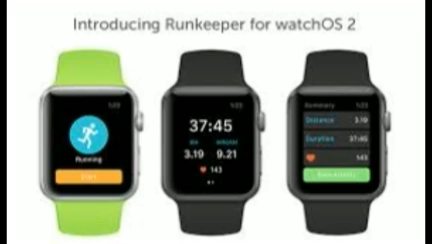 Introducing Runkeeper for watchOS 2
Running
Start
37:45
3.19 9.21
143
Summary
Distance 3.19
Duration 37:45
143